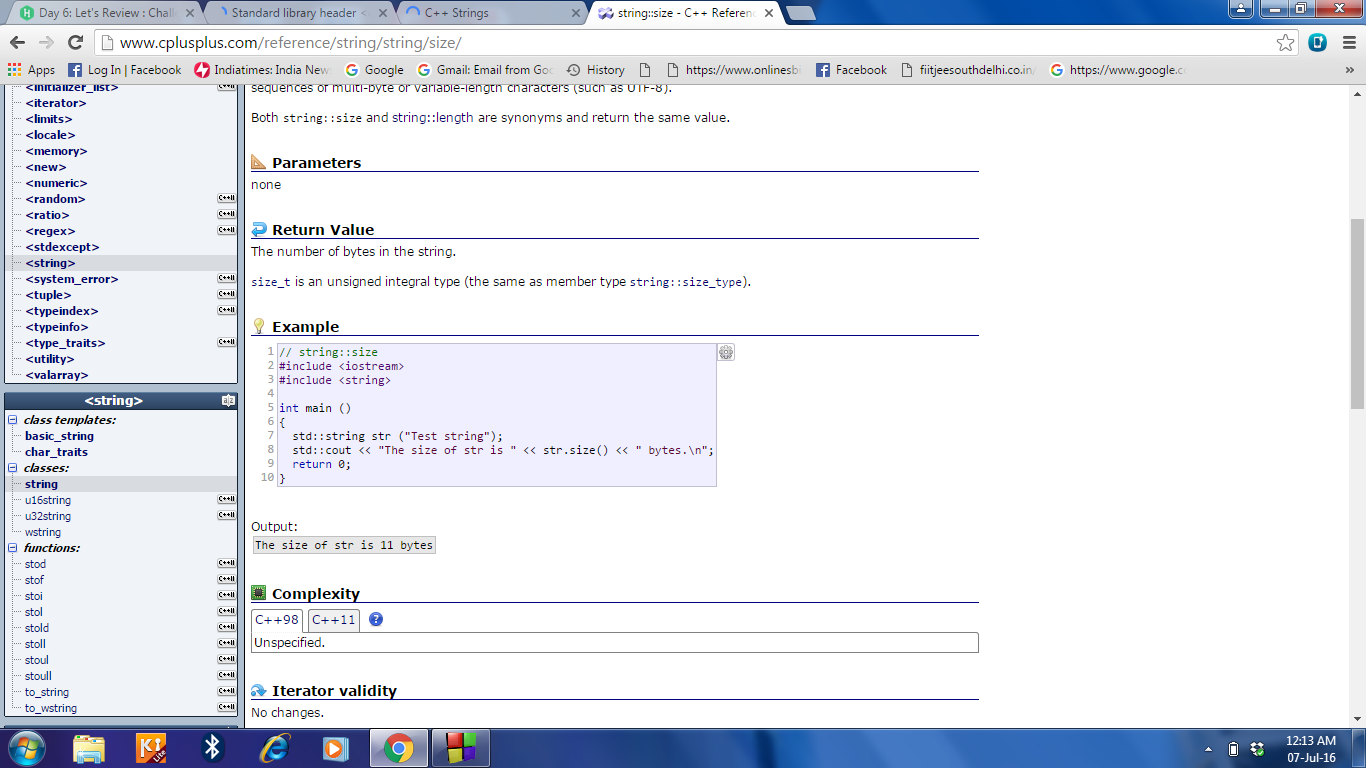 Day 6: Let's Review : Chall
Standard library header <
C++ Strings
string::size - C++ Referenc
www.cplusplus.com/reference/string/string/size/
Apps
Log In | Facebook
Indiatimes: India New
Google
Gmail: Email from Goo
History
https://www.onlinesb
Facebook
fiitjeesouthdelhi.co.in/
https://www.google.c
»
<initializer_list> C++11
<iterator>
<limits>
<locale>
<memory>
<new>
<numeric>
<random> C++11
<ratio> C++11
<regex> C++11
<stdexcept>
<string>
<system_error> C++11
<tuple> C++11
<typeindex> C++11
<typeinfo>
<type_traits> C++11
<utility>
<valarray>
<string> a|z
class templates:
basic_string
char_traits
classes:
string
u16string C++11
u32string C++11
wstring
functions:
stod C++11
stof C++11
stoi C++11
stol C++11
stold C++11
stoll C++11
stoul C++11
stoull C++11
to_string C++11
to_wstring C++11
sequences of multi-byte or variable-length characters (such as UTF-8).
Both string::size and string::length are synonyms and return the same value.
Parameters
none
Return Value
The number of bytes in the string.
size_t is an unsigned integral type (the same as member type string::size_type).
Example
1 // string::size
2 #include <iostream>
3 #include <string>
4
5 int main ()
6 {
7 std::string str ("Test string");
8 std::cout << "The size of str is " << str.size() << " bytes.\n";
9 return 0;
10 }
Output:
The size of str is 11 bytes
Complexity
C++98 C++11 ?
Unspecified.
Iterator validity
No changes.
Ki Lite
12:13 AM
07-Jul-16